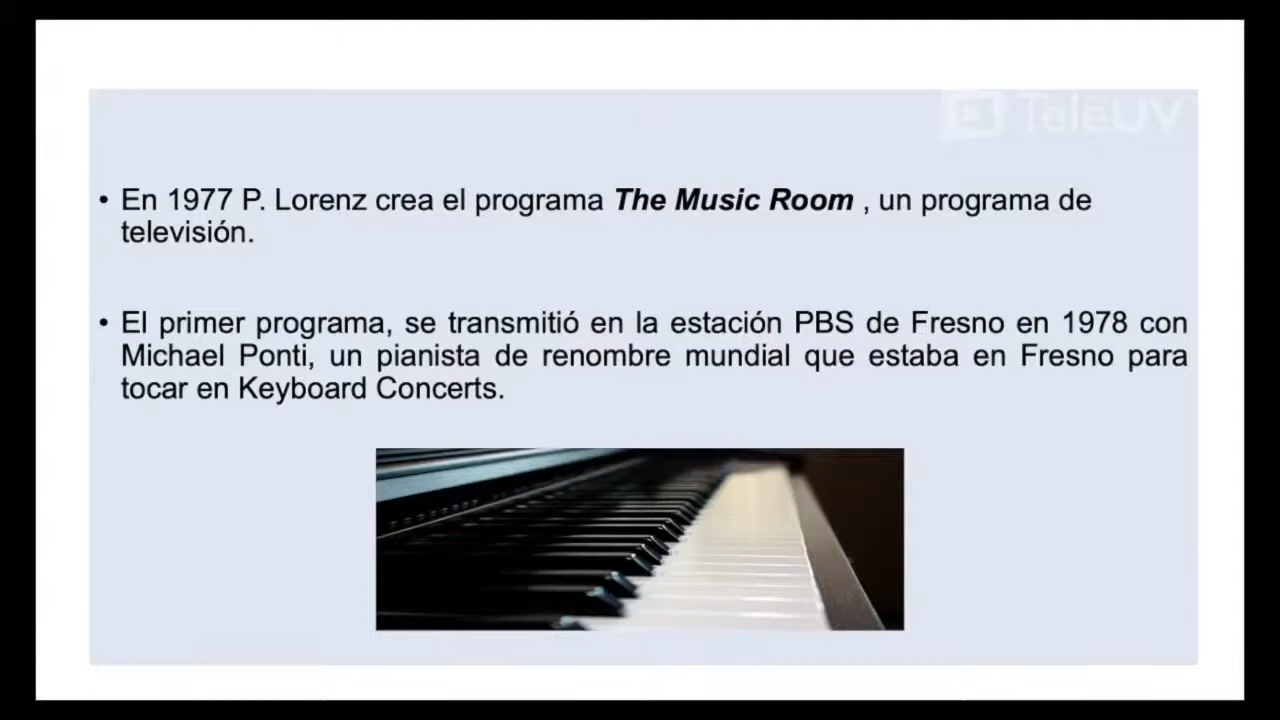 TeleUV
• En 1977 P. Lorenz crea el programa The Music Room , un programa de
televisión.
• El primer programa, se transmitió en la estación PBS de Fresno en 1978 con
Michael Ponti, un pianista de renombre mundial que estaba en Fresno para
tocar en Keyboard Concerts.